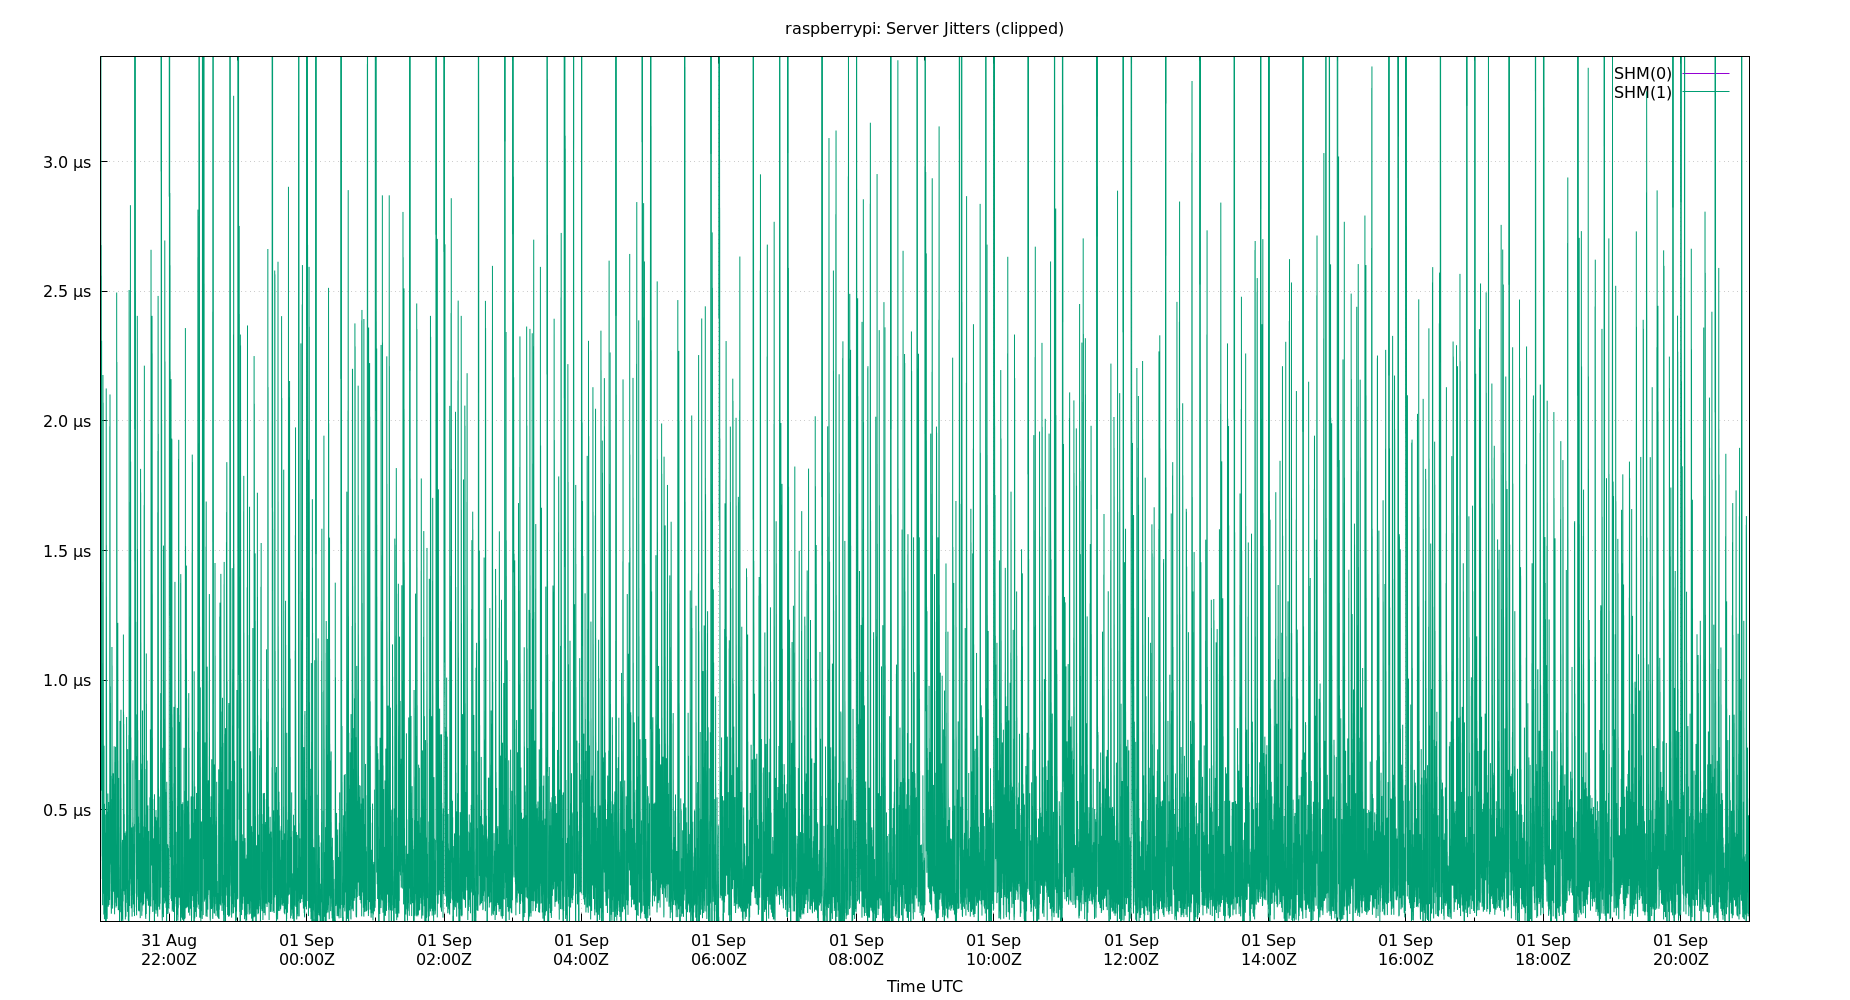 raspberrypi: Server Jitters (clipped)
SHM(0)
SHM(1)
3.0 µs
2.5 µs
2.0 µs
1.5 µs
1.0 µs
0.5 µs
31 Aug 01 Sep 01 Sep 01 Sep 01 Sep 01 Sep 01 Sep 01 Sep 01 Sep 01 Sep 01 Sep 01 Sep
22:00Z 00:00Z 02:00Z 04:00Z 06:00Z 08:00Z 10:00Z 12:00Z 14:00Z 16:00Z 18:00Z 20:00Z
Time UTC